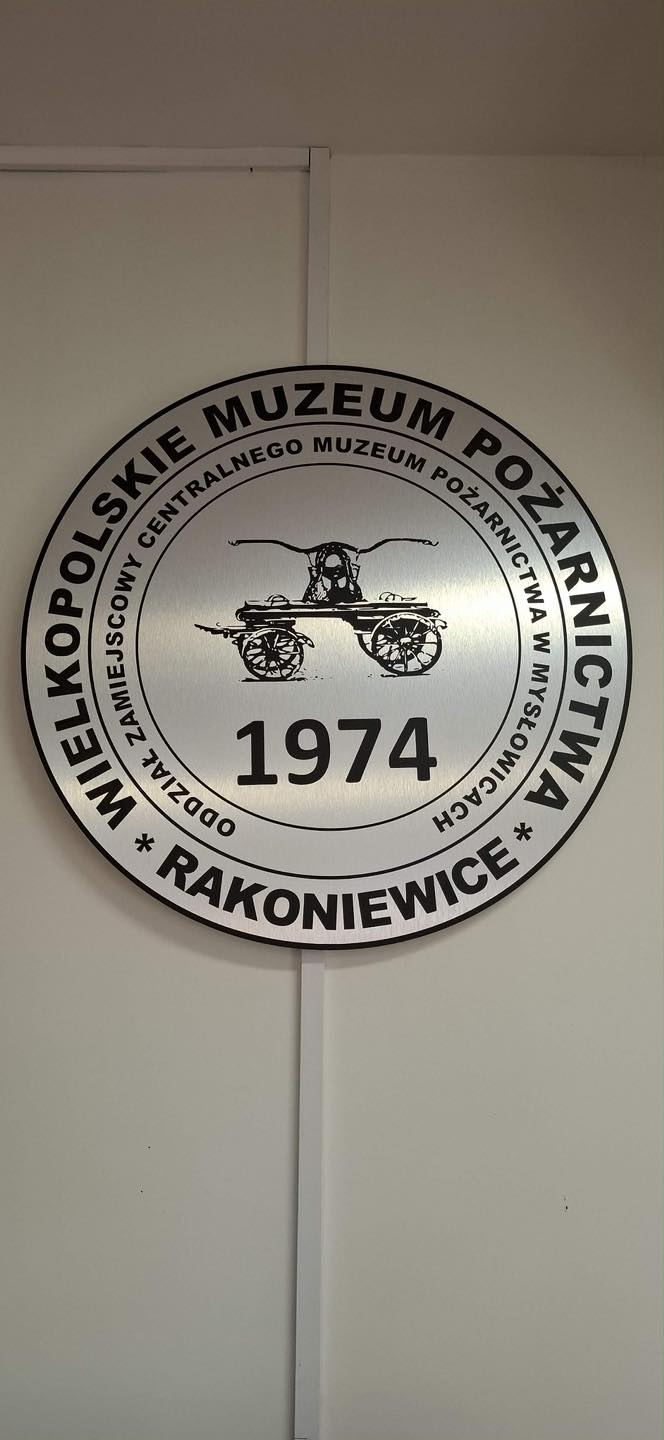 WIELKOPOLSKIE MUZEUM POŻARNICTWA
ODDZIAŁ ZAMIEJSCOWY CENTRALNEGO MUZEUM POŻARNICTWA W MYSŁOWICACH
1974
* RAKONIEWICE *